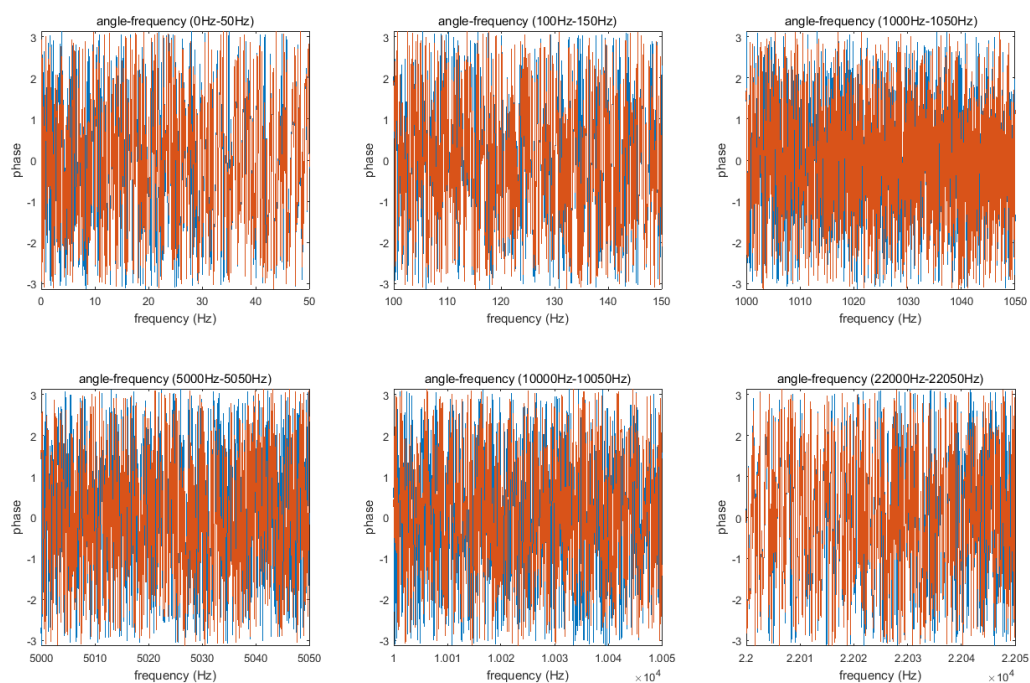 angle-frequency (0Hz-50Hz)
3
2
1
0
-1
-2
-3
phase
0 10 20 30 40 50
frequency (Hz)
angle-frequency (100Hz-150Hz)
3
2
1
0
-1
-2
-3
phase
100 110 120 130 140 150
frequency (Hz)
angle-frequency (1000Hz-1050Hz)
3
2
1
0
-1
-2
-3
phase
1000 1010 1020 1030 1040 1050
frequency (Hz)
angle-frequency (5000Hz-5050Hz)
3
2
1
0
-1
-2
-3
phase
5000 5010 5020 5030 5040 5050
frequency (Hz)
angle-frequency (10000Hz-10050Hz)
3
2
1
0
-1
-2
-3
phase
1 1.001 1.002 1.003 1.004 1.005
frequency (Hz) × 10⁴
angle-frequency (22000Hz-22050Hz)
3
2
1
0
-1
-2
-3
phase
2.2 2.201 2.202 2.203 2.204 2.205
frequency (Hz) × 10⁴